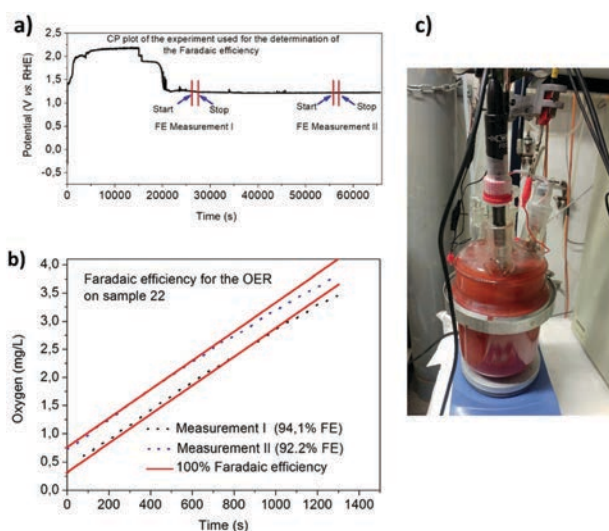 a)
c)
CP plot of the experiment used for the determination of
the Faradaic efficiency
2,5
2,0
1,5
1,0
0,5
0,0
-0,5
Potential (V vs. RHE)
Start
Stop
Start
Stop
FE Measurement I
FE Measurement II
0
10000
20000
30000
40000
50000
60000
Time (s)
b)
Faradaic efficiency for the OER
on sample 22
4,0
3,5
3,0
2,5
2,0
1,5
1,0
0,5
0,0
Oxygen (mg/L)
Measurement I (94,1% FE)
Measurement II (92.2% FE)
100% Faradaic efficiency
0
200
400
600
800
1000
1200
1400
Time (s)